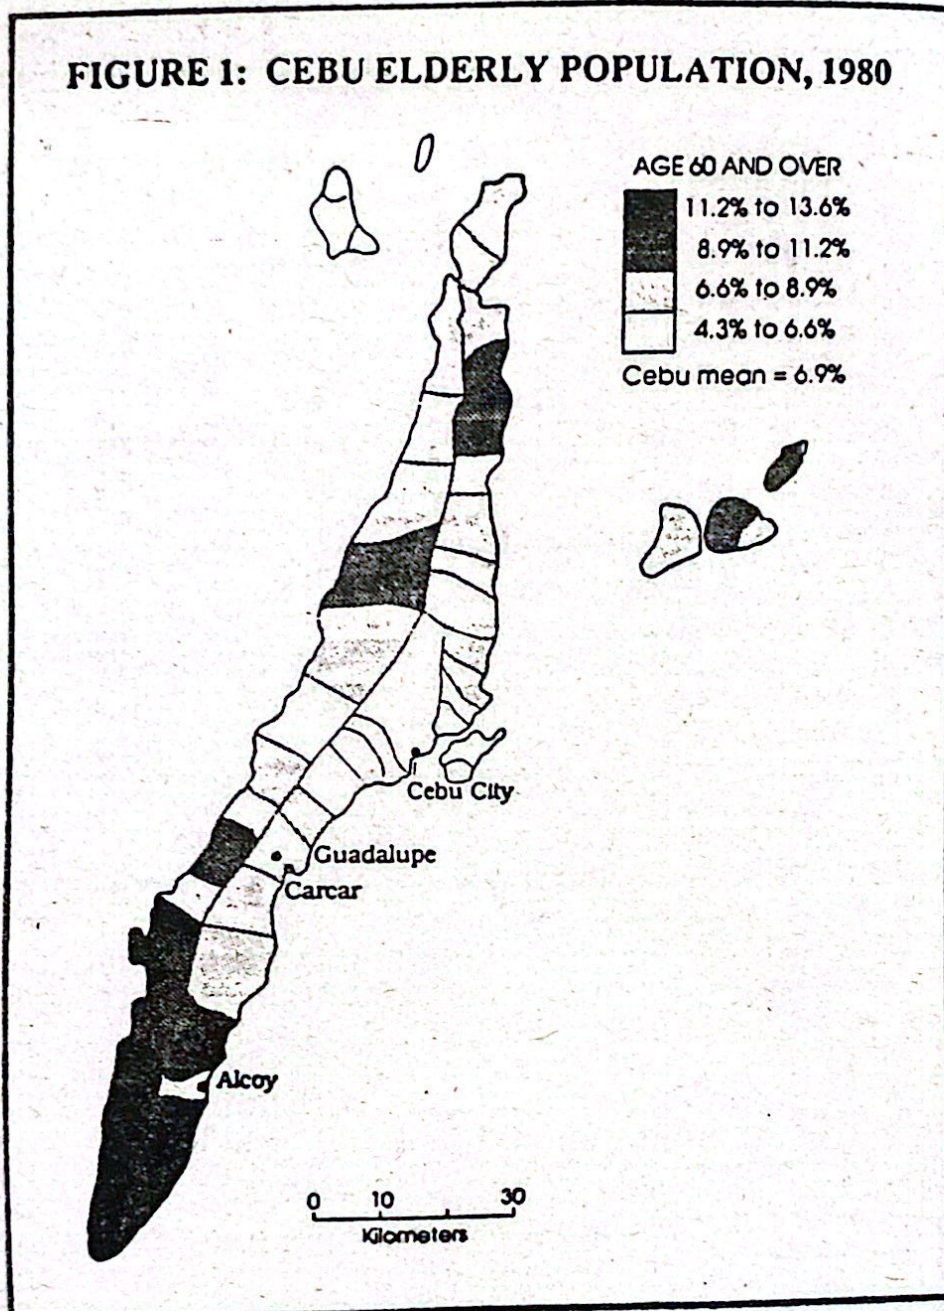 FIGURE 1: CEBU ELDERLY POPULATION, 1980
AGE 60 AND OVER
11.2% to 13.6%
8.9% to 11.2%
6.6% to 8.9%
4.3% to 6.6%
Cebu mean = 6.9%
Cebu City
Guadalupe
Carcar
Alcoy
0 10 30
Kilometers